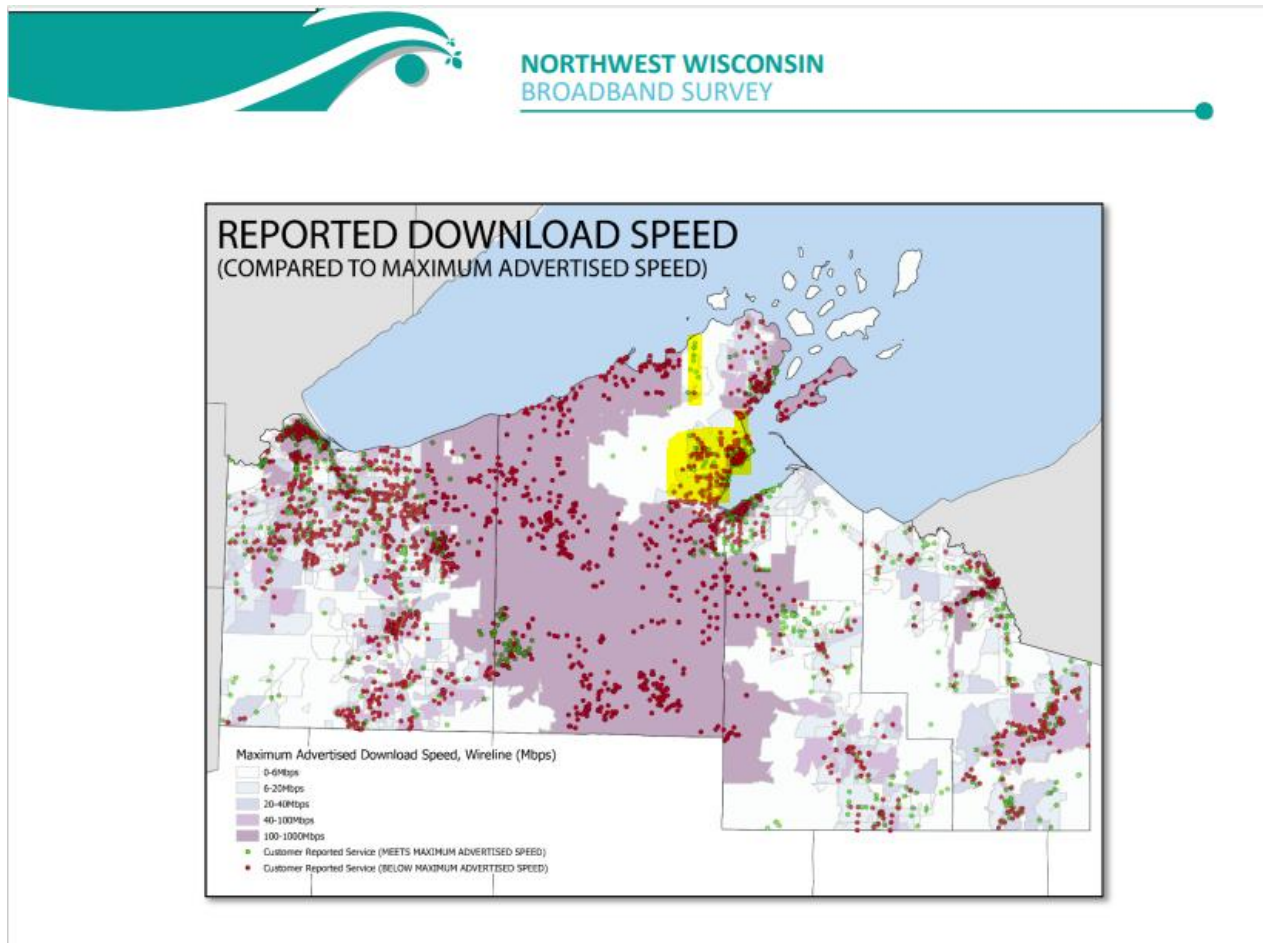 NORTHWEST WISCONSIN
BROADBAND SURVEY
REPORTED DOWNLOAD SPEED
(COMPARED TO MAXIMUM ADVERTISED SPEED)
Maximum Advertised Download Speed, Wireline (Mbps)
0-6Mbps
6-20Mbps
20-40Mbps
40-100Mbps
100-1000Mbps
Customer Reported Service (MEETS MAXIMUM ADVERTISED SPEED)
Customer Reported Service (BELOW MAXIMUM ADVERTISED SPEED)